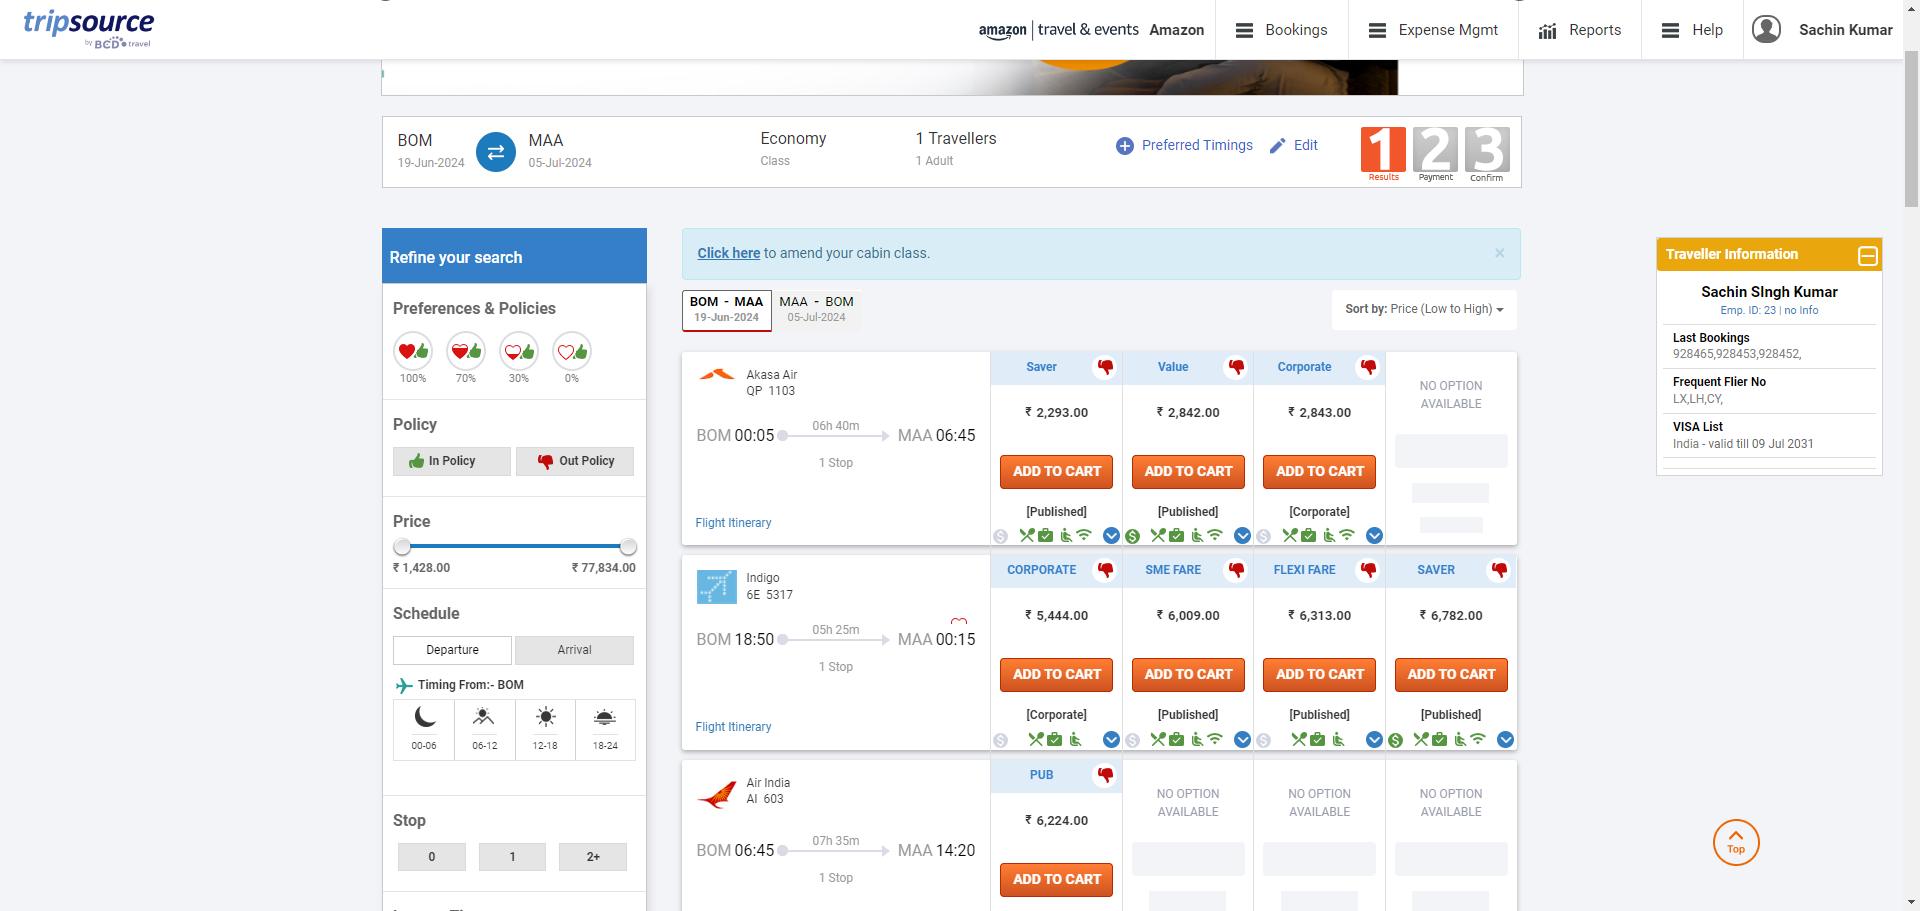 tripsource
by BCD travel
amazon | travel & events
Amazon
Bookings
Expense Mgmt
Reports
Help
Sachin Kumar
BOM
19-Jun-2024
MAA
05-Jul-2024
Economy
Class
1 Travellers
1 Adult
Preferred Timings
Edit
1
Results
2
Payment
3
Confirm
Refine your search
Preferences & Policies
100%
70%
30%
0%
Policy
In Policy
Out Policy
Price
₹ 1,428.00
₹ 77,834.00
Schedule
Departure
Arrival
Timing From:- BOM
00-06
06-12
12-18
18-24
Stop
0
1
2+
Click here to amend your cabin class.
×
BOM - MAA
19-Jun-2024
MAA - BOM
05-Jul-2024
Sort by: Price (Low to High)
Akasa Air
QP 1103
BOM 00:05
06h 40m
MAA 06:45
1 Stop
Flight Itinerary
Saver
₹ 2,293.00
ADD TO CART
[Published]
Value
₹ 2,842.00
ADD TO CART
[Published]
Corporate
₹ 2,843.00
ADD TO CART
[Corporate]
NO OPTION
AVAILABLE
Indigo
6E 5317
BOM 18:50
05h 25m
MAA 00:15
1 Stop
Flight Itinerary
CORPORATE
₹ 5,444.00
ADD TO CART
[Corporate]
SME FARE
₹ 6,009.00
ADD TO CART
[Published]
FLEXI FARE
₹ 6,313.00
ADD TO CART
[Published]
SAVER
₹ 6,782.00
ADD TO CART
[Published]
Air India
AI 603
BOM 06:45
07h 35m
MAA 14:20
1 Stop
PUB
₹ 6,224.00
ADD TO CART
NO OPTION
AVAILABLE
NO OPTION
AVAILABLE
NO OPTION
AVAILABLE
Traveller Information
Sachin SIngh Kumar
Emp. ID: 23 | no Info
Last Bookings
928465,928453,928452,
Frequent Flier No
LX,LH,CY,
VISA List
India - valid till 09 Jul 2031
Top